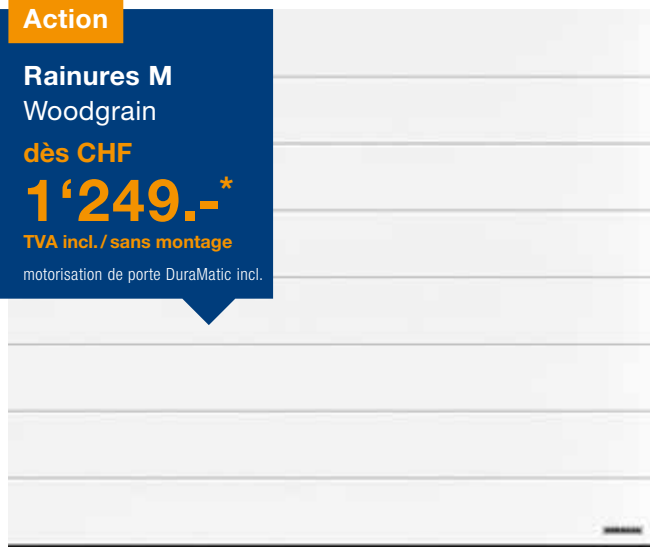 Action
Rainures M
Woodgrain
dès CHF
1‘249.-*
TVA incl. / sans montage
motorisation de porte DuraMatic incl.